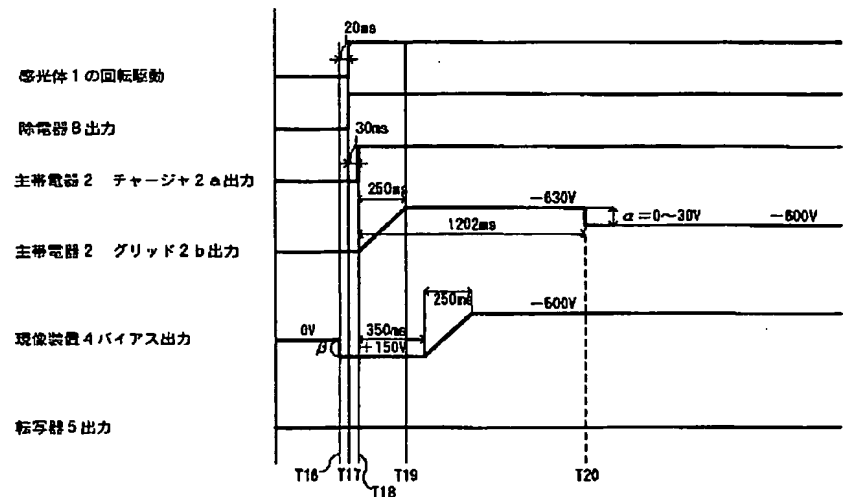 20ms
感光体1の回転駆動
除電器8出力
30ms
主帯電器2 チャージャ2a出力
250ms
-630V
α=0~30V
-600V
1202ms
主帯電器2 グリッド2b出力
250ms
-500V
0V
350ms
現像装置4バイアス出力
β
+150V
転写器5出力
T16
T17
T18
T19
T20